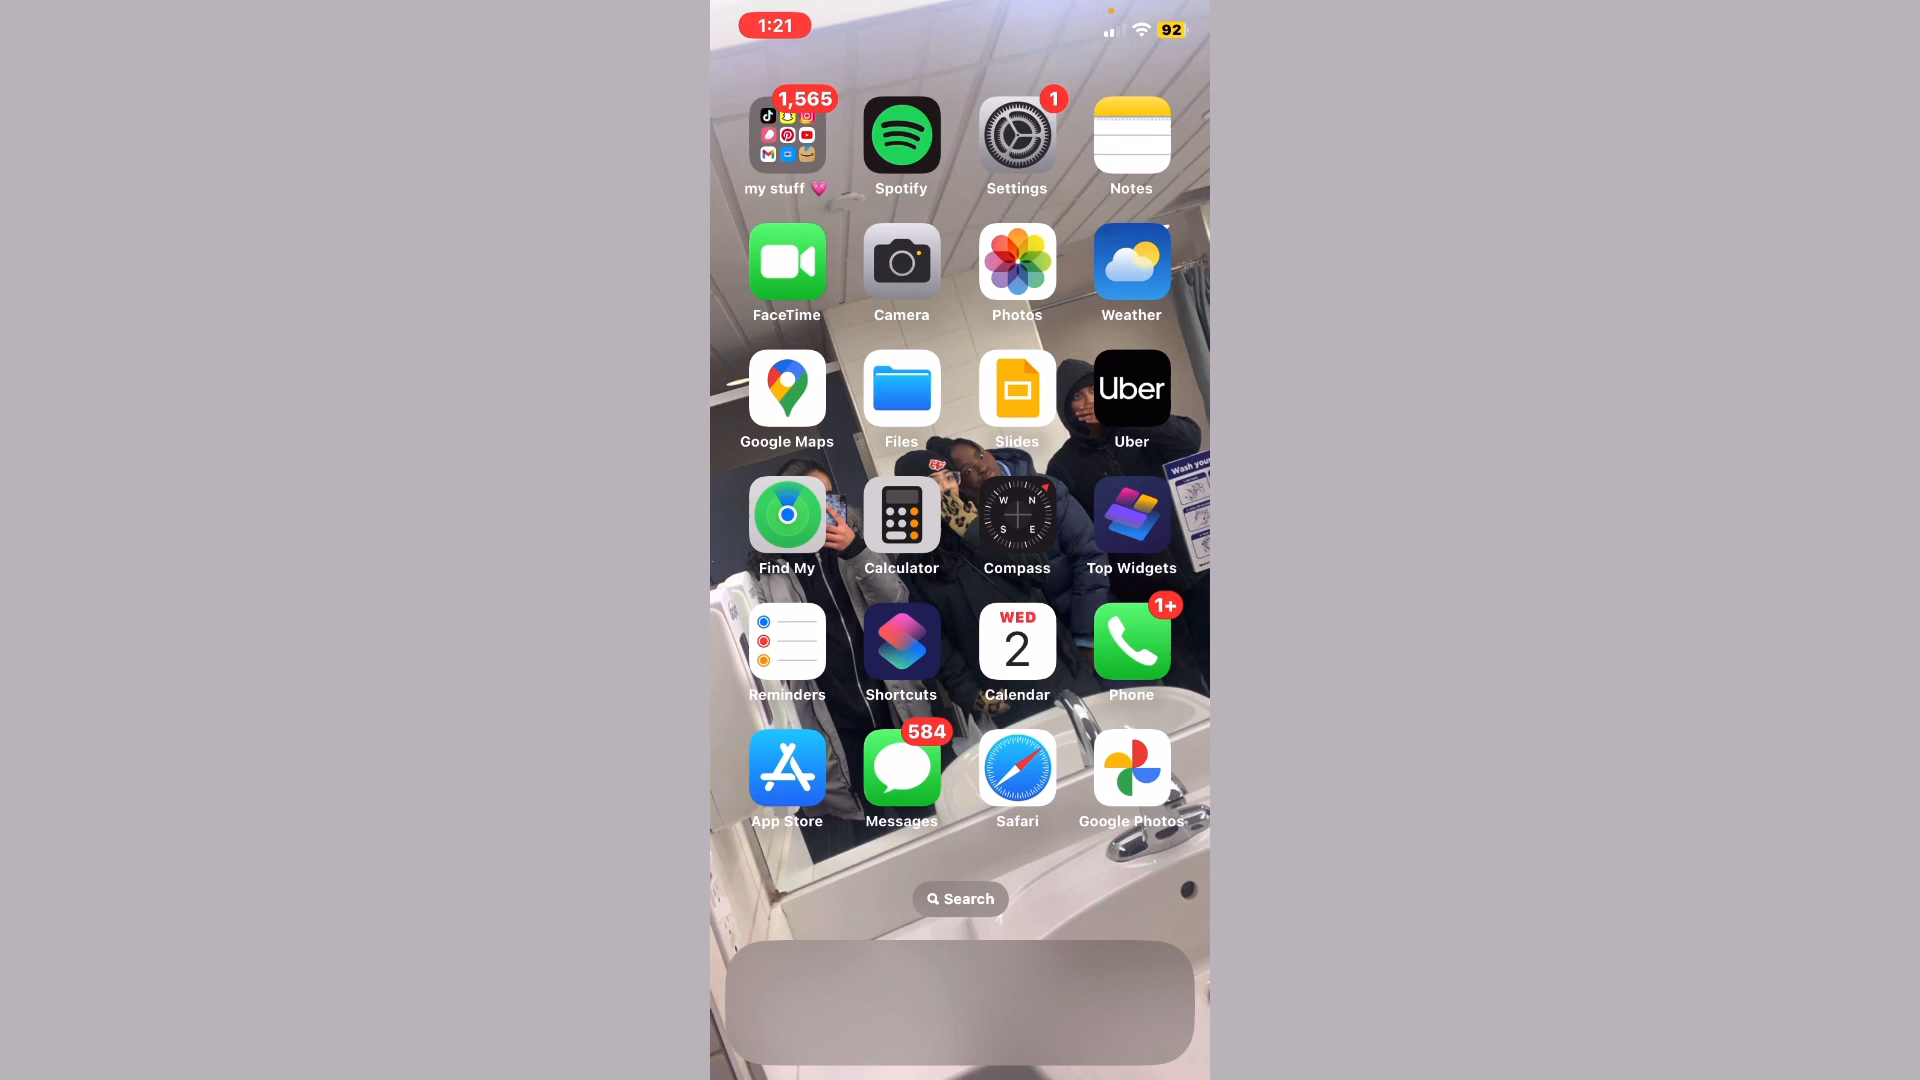 1:21
92
1,565
1
my stuff 💗
Spotify
Settings
Notes
FaceTime
Camera
Photos
Weather
Uber
Google Maps
Files
Slides
Uber
Wash your
W N
S E
Find My
Calculator
Compass
Top Widgets
WED
2
1+
Reminders
Shortcuts
Calendar
Phone
584
App Store
Messages
Safari
Google Photos
Search